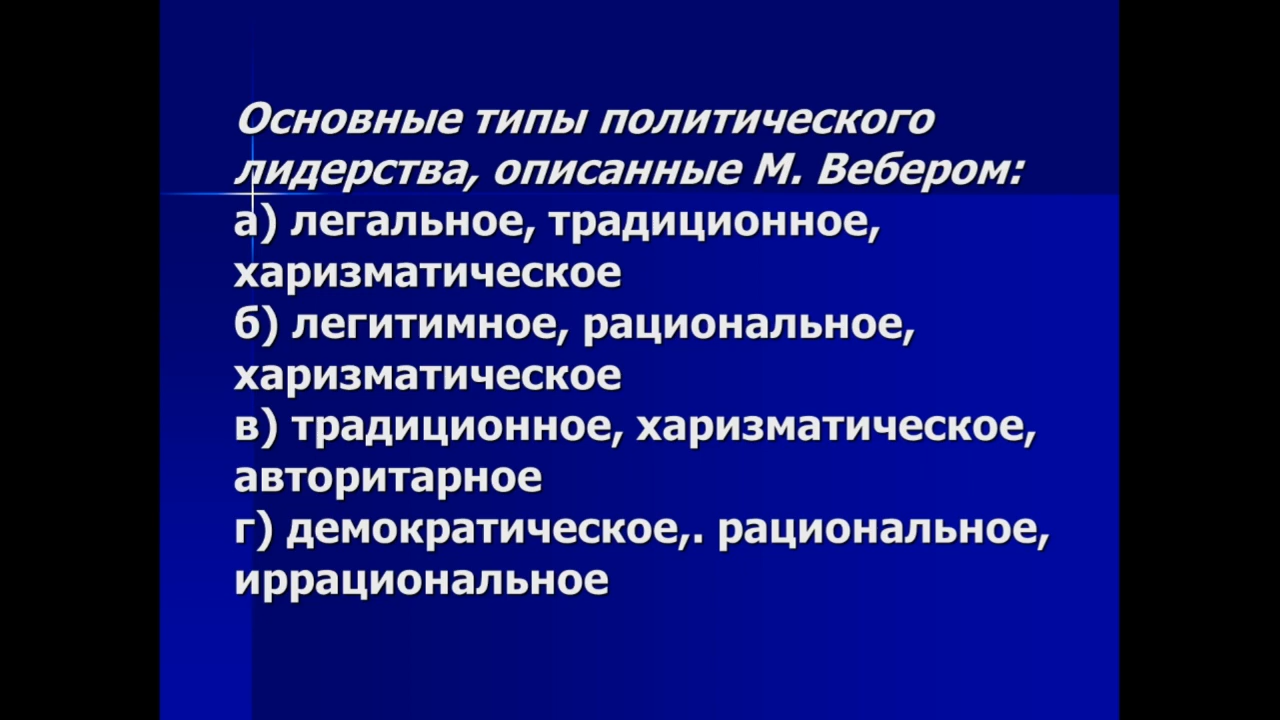 Основные типы политического
лидерства, описанные М. Вебером:
а) легальное, традиционное,
харизматическое
б) легитимное, рациональное,
харизматическое
в) традиционное, харизматическое,
авторитарное
г) демократическое,. рациональное,
иррациональное